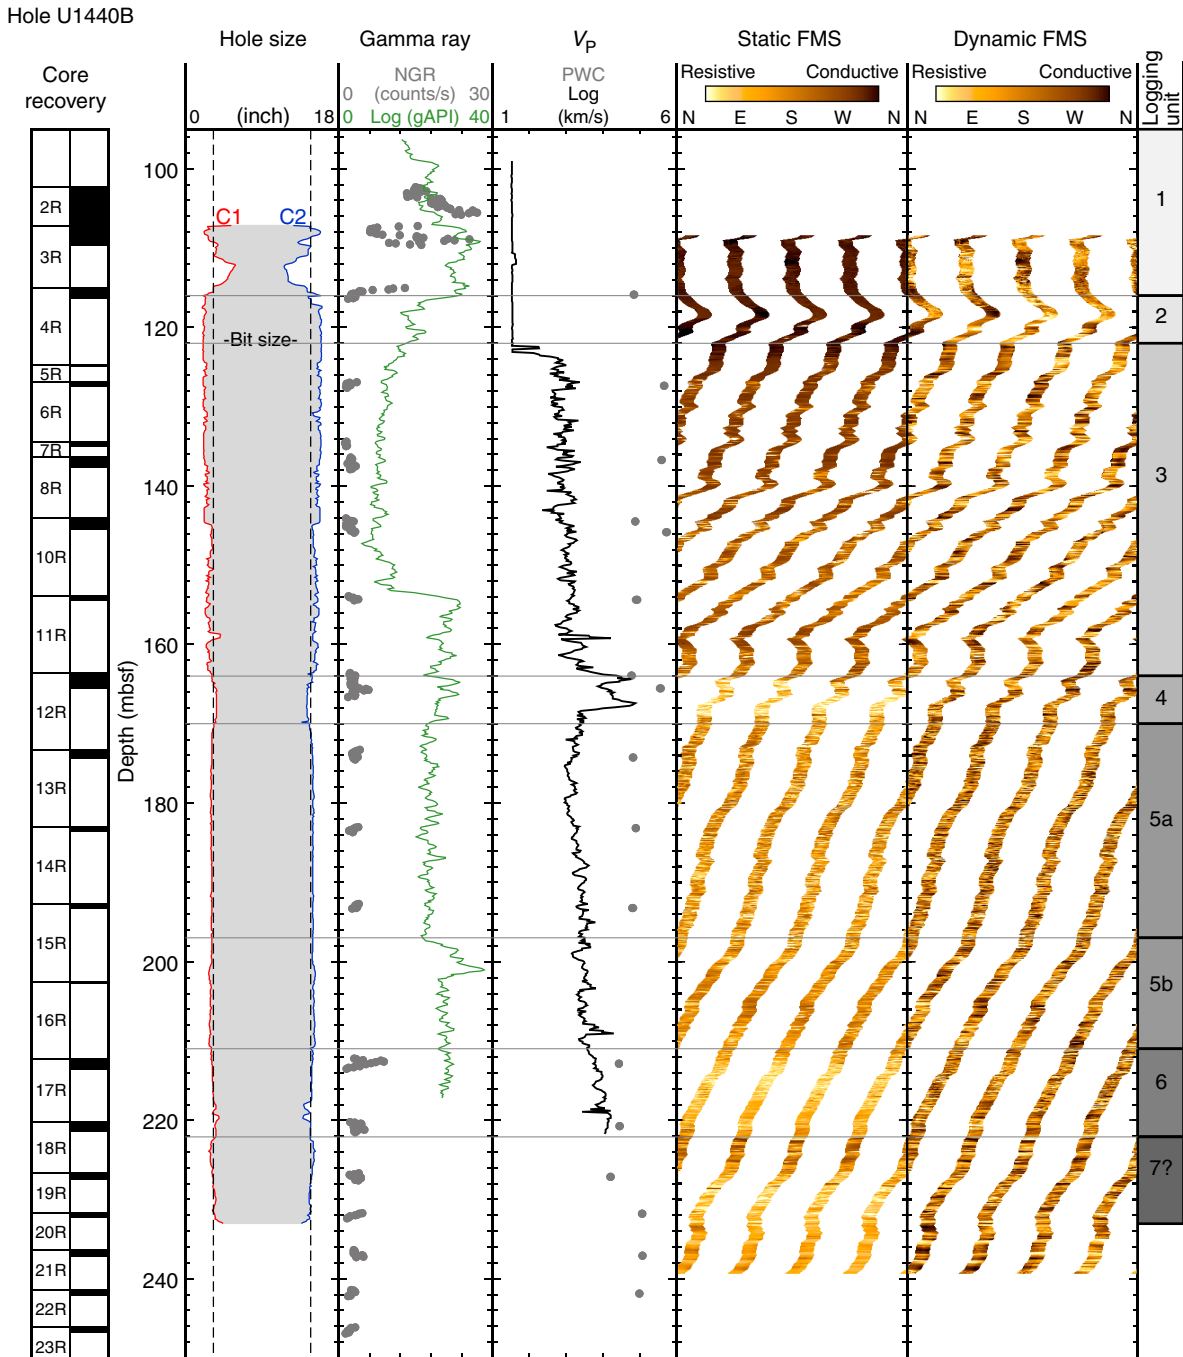 Hole U1440B
Hole size
Gamma ray
VP
Static FMS
Dynamic FMS
Core
recovery
NGR
(counts/s)
0 30
PWC
Log
(km/s)
Resistive Conductive
Resistive Conductive
Logging
unit
0 (inch) 18
0 Log (gAPI) 40
1 6
N E S W N
N E S W N
Depth (mbsf)
100
120
140
160
180
200
220
240
2R
3R
4R
5R
6R
7R
8R
10R
11R
12R
13R
14R
15R
16R
17R
18R
19R
20R
21R
22R
23R
C1 C2
-Bit size-
1
2
3
4
5a
5b
6
7?